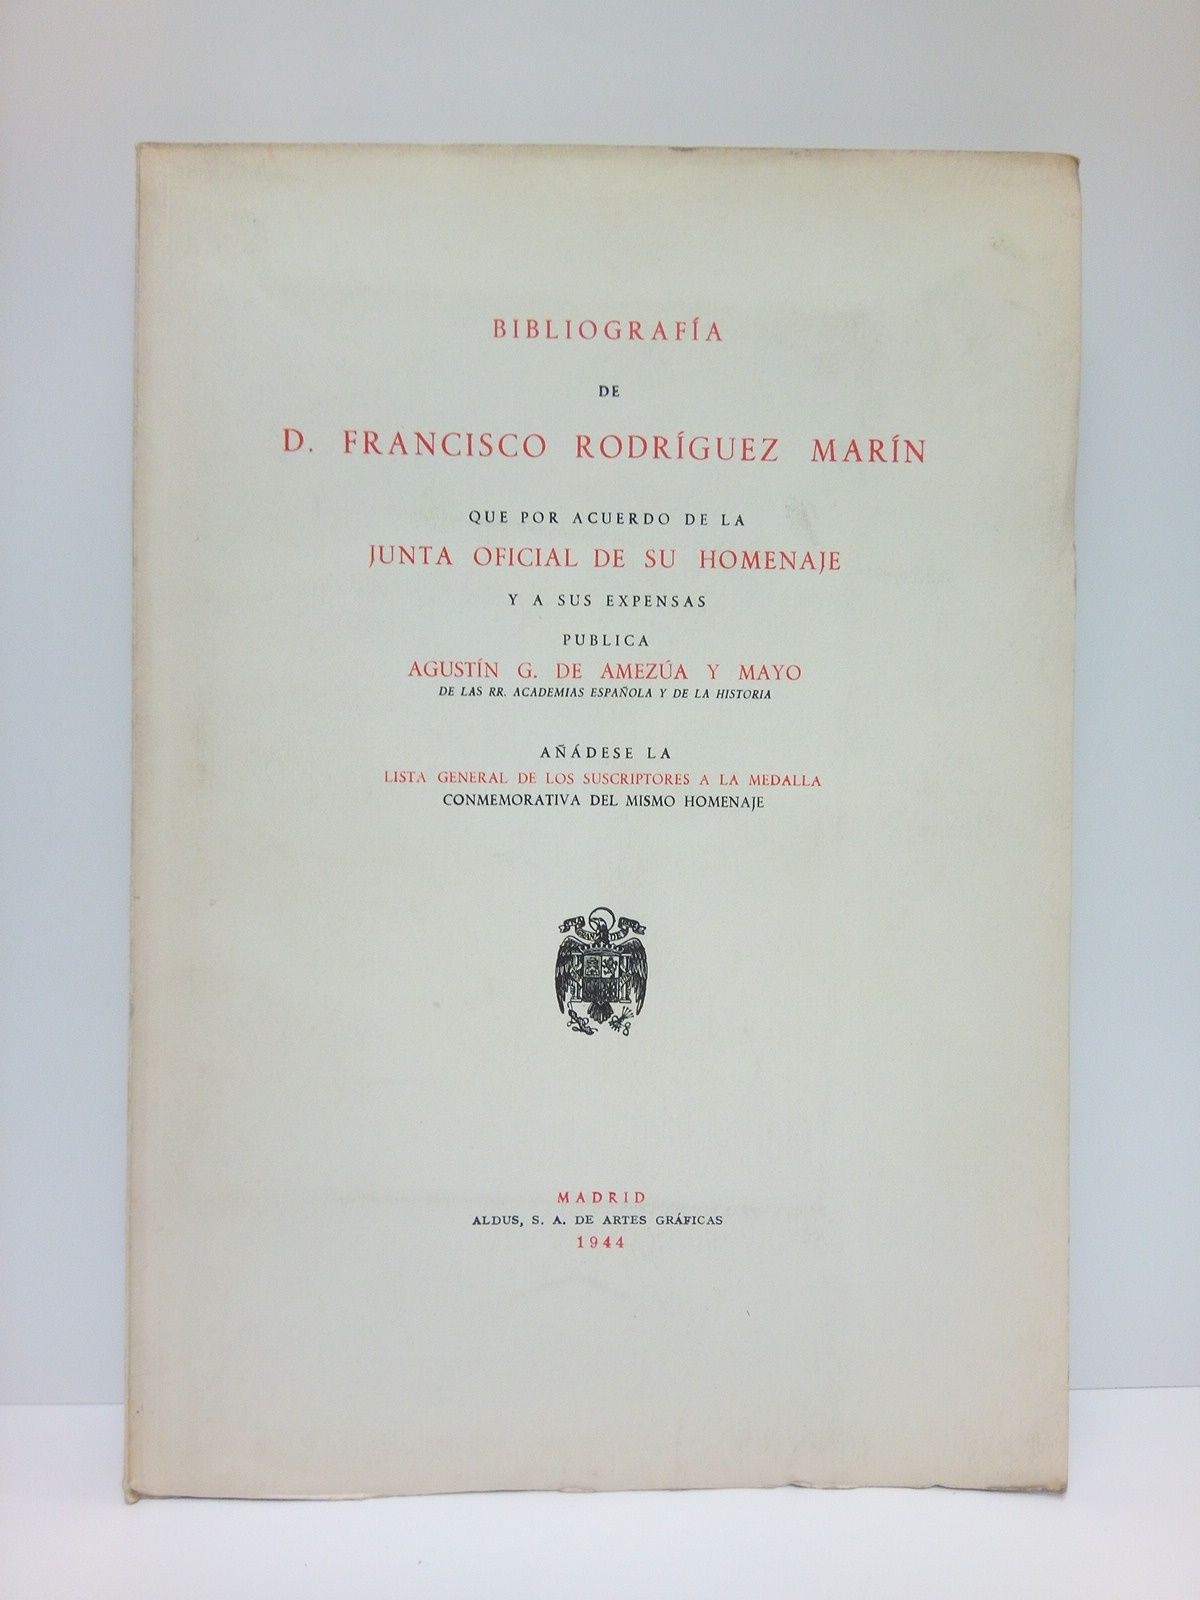 BIBLIOGRAFÍA
DE
D. FRANCISCO RODRÍGUEZ MARÍN
QUE POR ACUERDO DE LA
JUNTA OFICIAL DE SU HOMENAJE
Y A SUS EXPENSAS
PUBLICA
AGUSTÍN G. DE AMEZÚA Y MAYO
DE LAS RR. ACADEMIAS ESPAÑOLA Y DE LA HISTORIA
AÑÁDESE LA
LISTA GENERAL DE LOS SUSCRIPTORES A LA MEDALLA
CONMEMORATIVA DEL MISMO HOMENAJE
MADRID
ALDUS, S. A. DE ARTES GRÁFICAS
1944